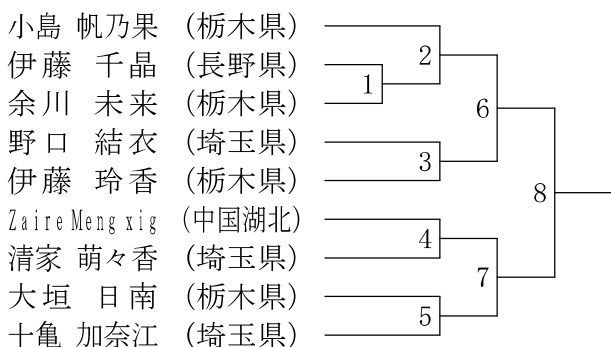 小島 帆乃果 (栃木県)
伊藤 千晶 (長野県)
余川 未来 (栃木県)
野口 結衣 (埼玉県)
伊藤 玲香 (栃木県)
Zaire Meng xig (中国湖北)
清家 萌々香 (埼玉県)
大垣 日南 (栃木県)
十亀 加奈江 (埼玉県)
2
1
6
3
8
4
7
5